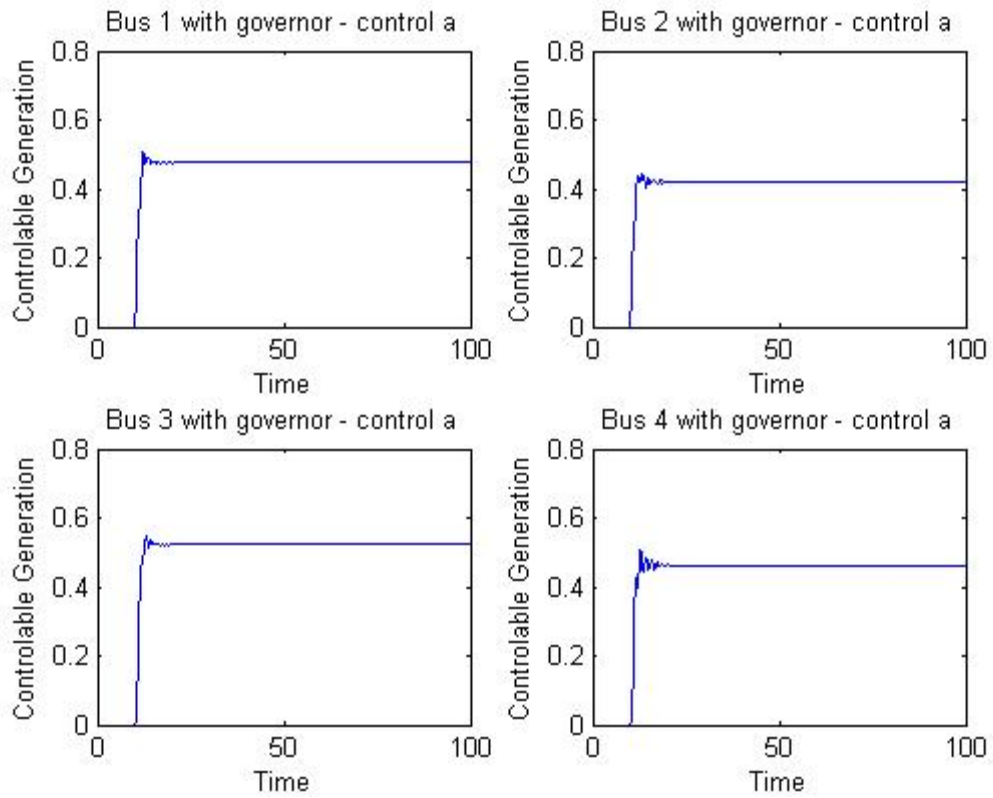 Bus 1 with governor - control a
0.8
0.6
0.4
0.2
0
Controlable Generation
0
50
100
Time
Bus 2 with governor - control a
0.8
0.6
0.4
0.2
0
Controlable Generation
0
50
100
Time
Bus 3 with governor - control a
0.8
0.6
0.4
0.2
0
Controlable Generation
0
50
100
Time
Bus 4 with governor - control a
0.8
0.6
0.4
0.2
0
Controlable Generation
0
50
100
Time